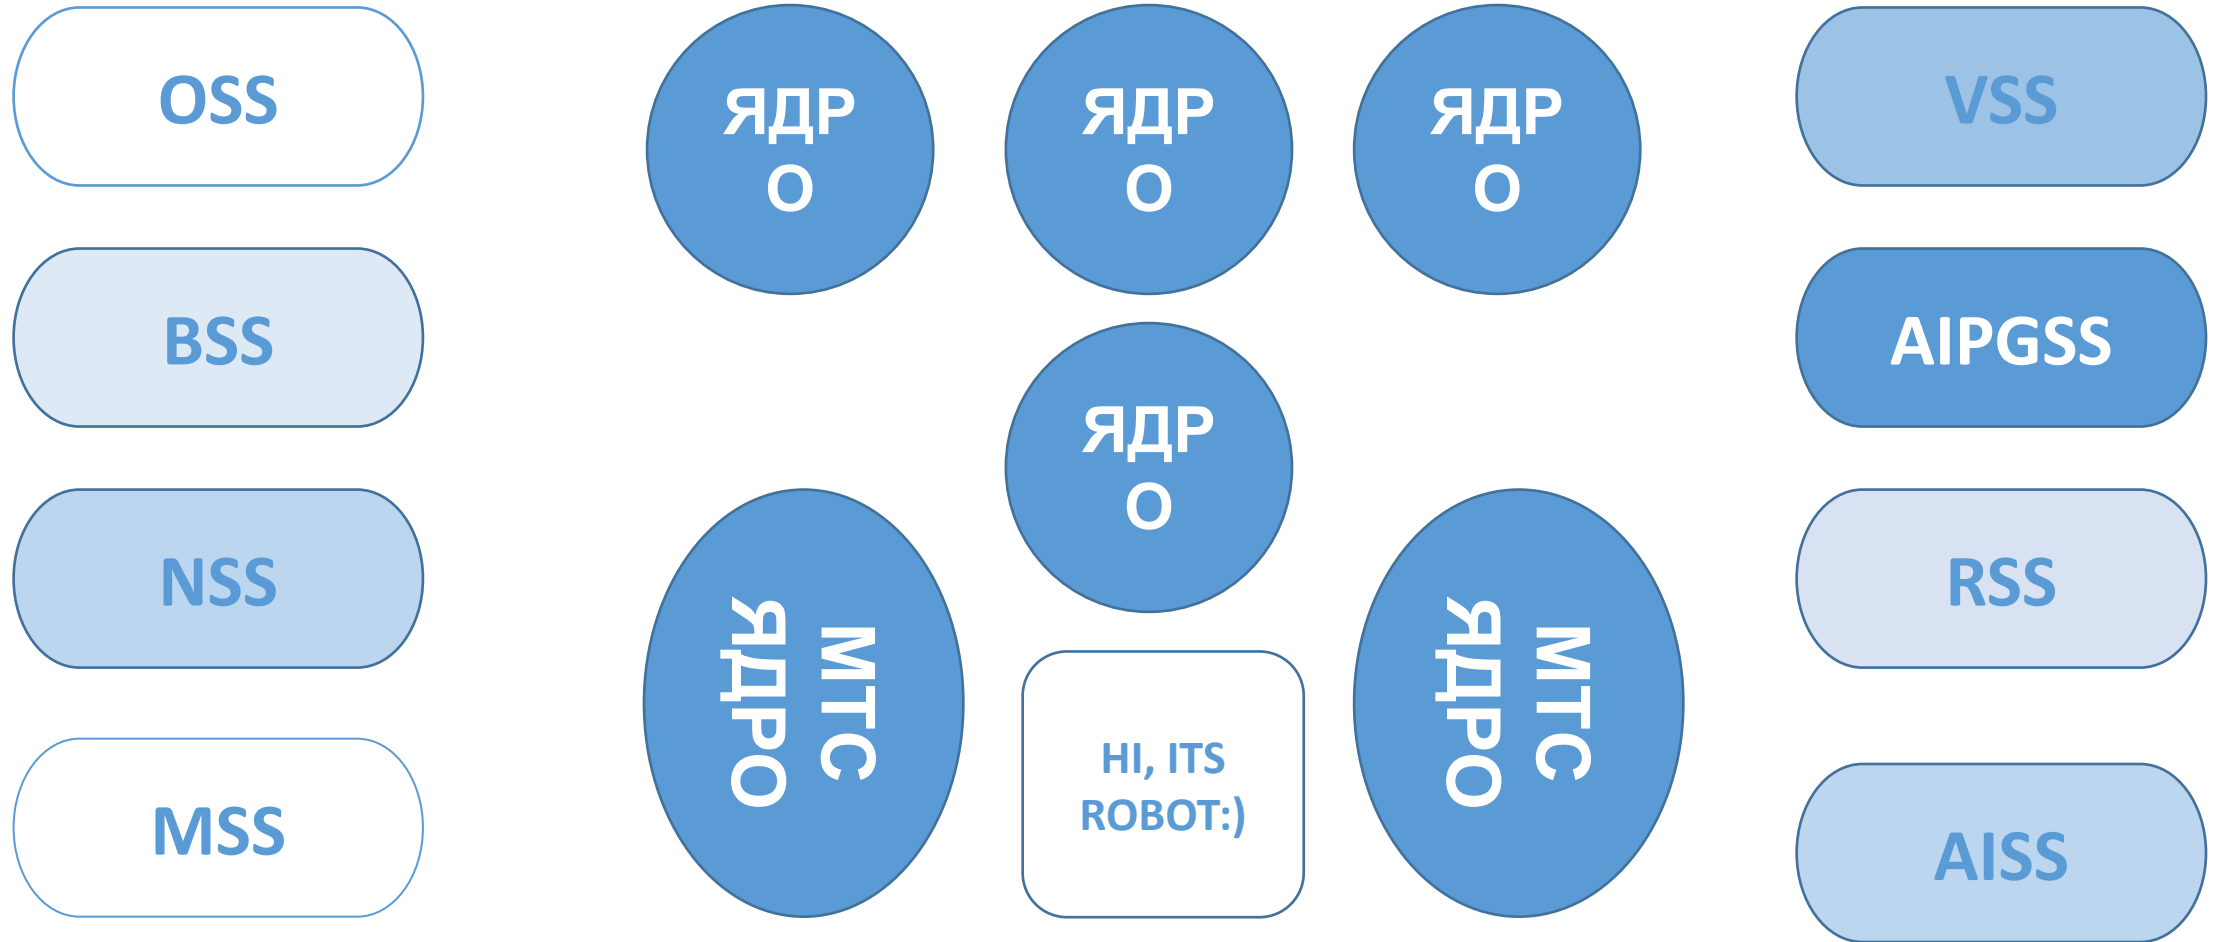 OSS
BSS
NSS
MSS
ЯДР
О
ЯДР
О
ЯДР
О
ЯДР
О
МТС
ЯДРО
HI, ITS
ROBOT:)
МТС
ЯДРО
VSS
AIPGSS
RSS
AISS